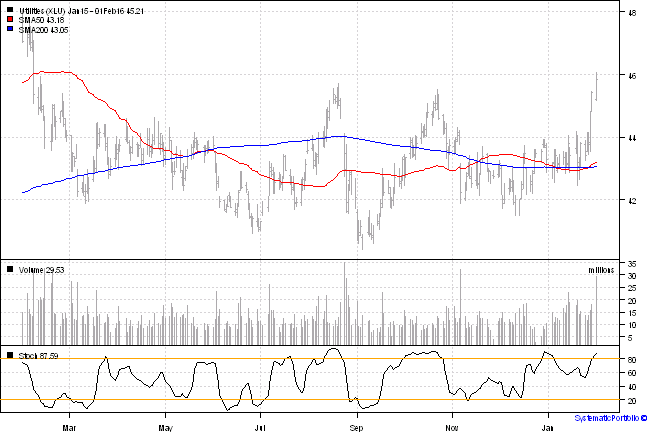 Utilities (XLU) Jan15 - 01Feb16 45.21
SMA50 43.18
SMA200 43.05
48
46
44
42
Volume 29.53
millions
35
30
25
20
15
10
5
Stoch 87.59
80
60
40
20
Mar May Jul Sep Nov Jan
SystematicPortfolio ©